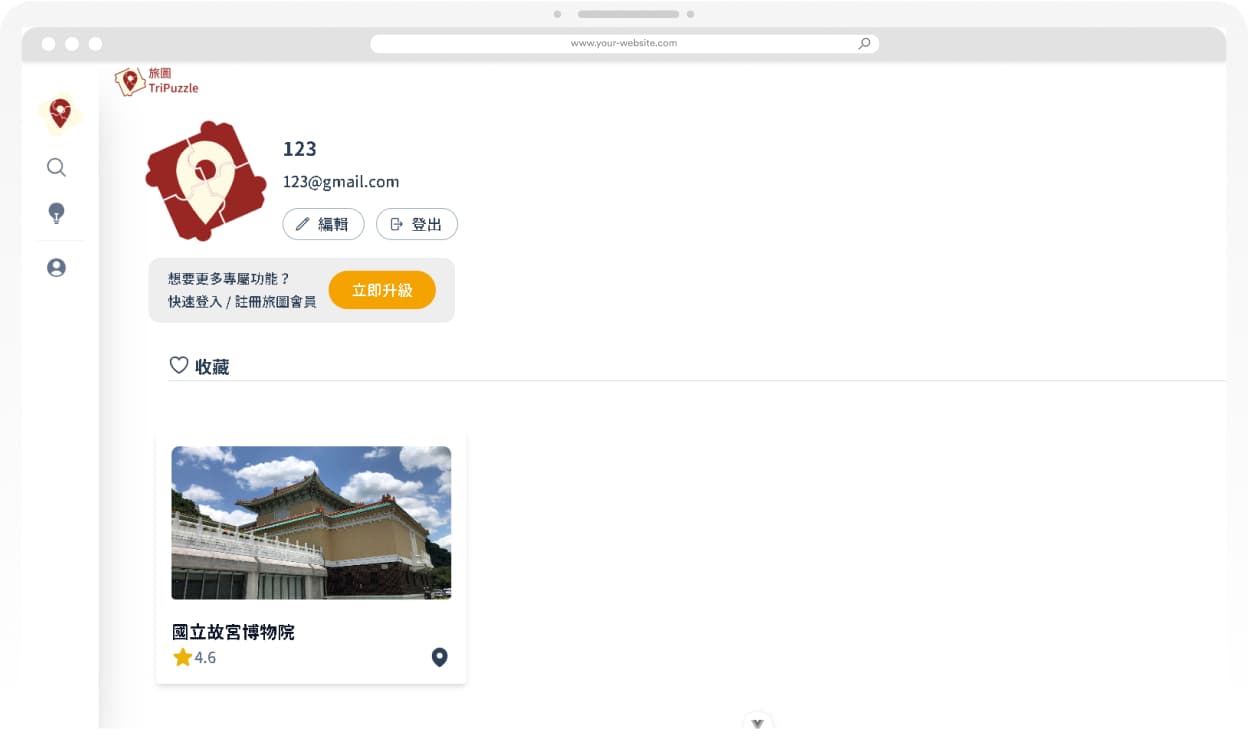 www.your-website.com
旅圖
TriPuzzle
123
123@gmail.com
編輯
登出
想要更多專屬功能？
快速登入 / 註冊旅圖會員
立即升級
收藏
國立故宮博物院
4.6